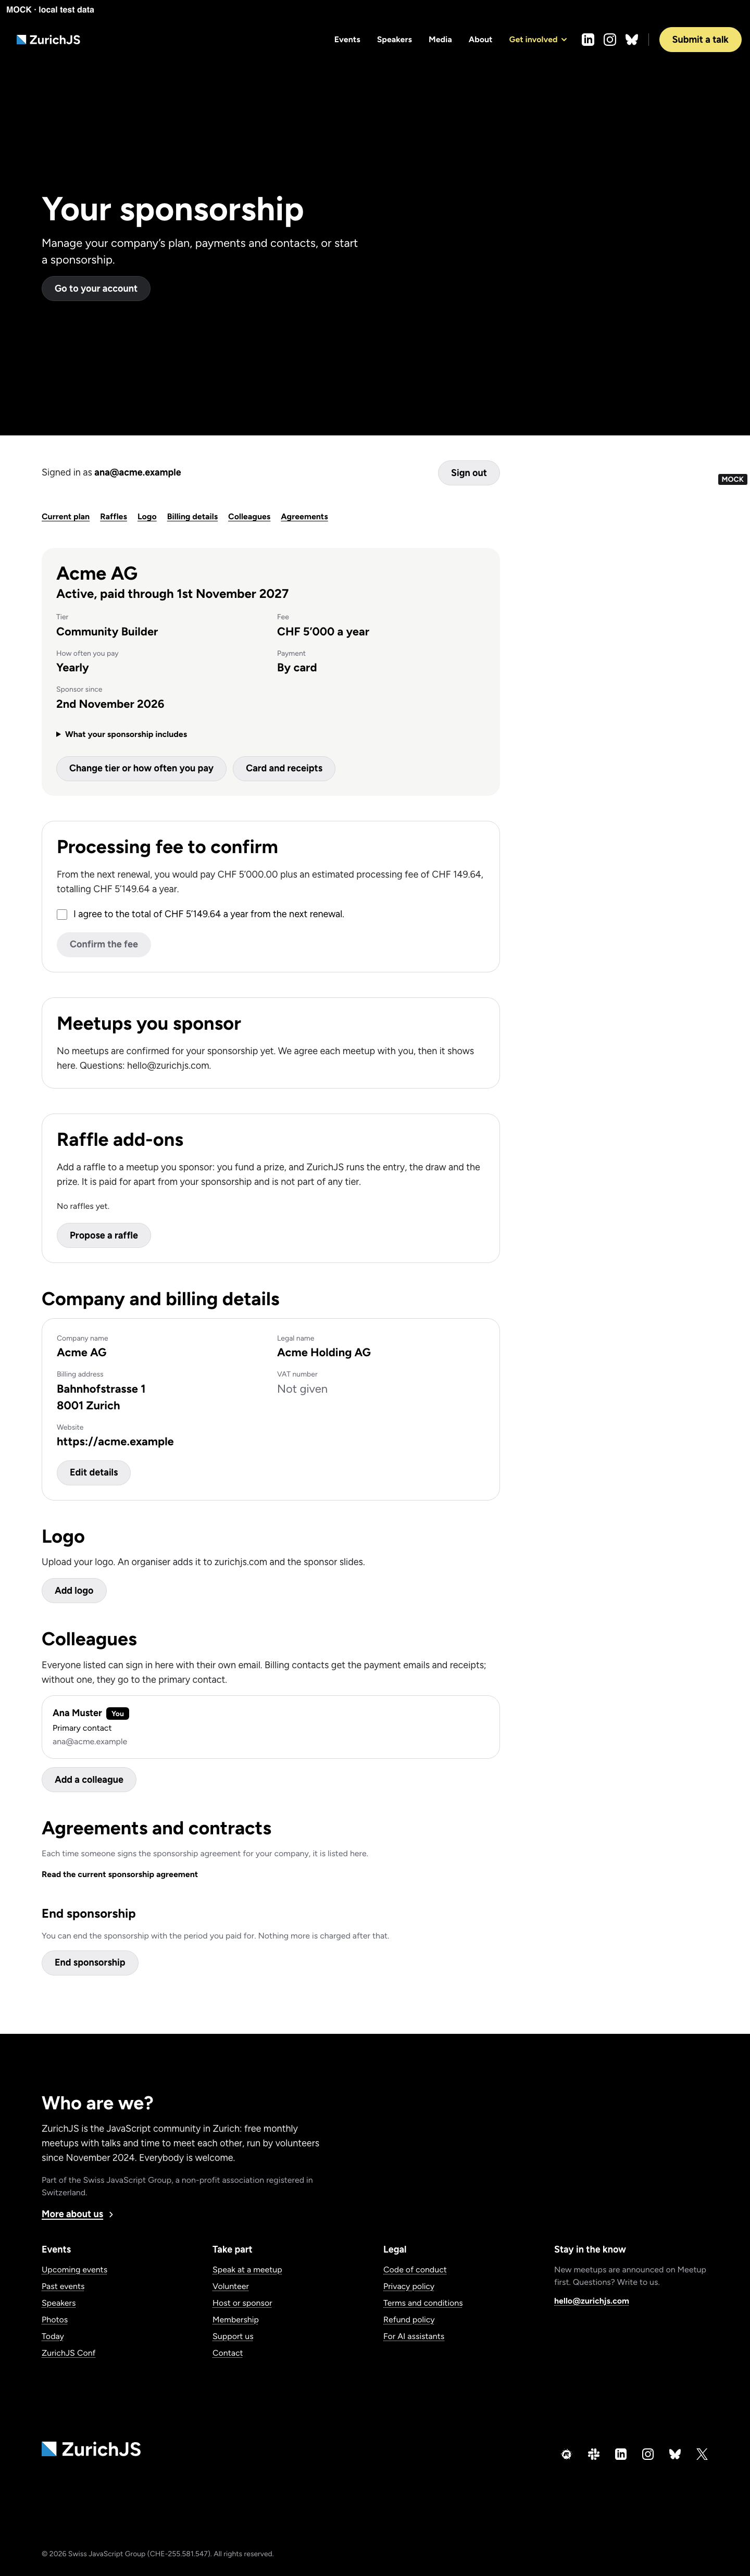 MOCK · local test data
ZurichJS
Events
Speakers
Media
About
Get involved
Submit a talk
Your sponsorship
Manage your company’s plan, payments and contacts, or start
a sponsorship.
Go to your account
Signed in as ana@acme.example
Sign out
MOCK
Current plan
Raffles
Logo
Billing details
Colleagues
Agreements
Acme AG
Active, paid through 1st November 2027
Tier
Community Builder
Fee
CHF 5’000 a year
How often you pay
Yearly
Payment
By card
Sponsor since
2nd November 2026
What your sponsorship includes
Change tier or how often you pay
Card and receipts
Processing fee to confirm
From the next renewal, you would pay CHF 5’000.00 plus an estimated processing fee of CHF 149.64,
totalling CHF 5’149.64 a year.
I agree to the total of CHF 5’149.64 a year from the next renewal.
Confirm the fee
Meetups you sponsor
No meetups are confirmed for your sponsorship yet. We agree each meetup with you, then it shows
here. Questions: hello@zurichjs.com.
Raffle add-ons
Add a raffle to a meetup you sponsor: you fund a prize, and ZurichJS runs the entry, the draw and the
prize. It is paid for apart from your sponsorship and is not part of any tier.
No raffles yet.
Propose a raffle
Company and billing details
Company name
Acme AG
Legal name
Acme Holding AG
Billing address
Bahnhofstrasse 1
8001 Zurich
VAT number
Not given
Website
https://acme.example
Edit details
Logo
Upload your logo. An organiser adds it to zurichjs.com and the sponsor slides.
Add logo
Colleagues
Everyone listed can sign in here with their own email. Billing contacts get the payment emails and receipts;
without one, they go to the primary contact.
Ana Muster You
Primary contact
ana@acme.example
Add a colleague
Agreements and contracts
Each time someone signs the sponsorship agreement for your company, it is listed here.
Read the current sponsorship agreement
End sponsorship
You can end the sponsorship with the period you paid for. Nothing more is charged after that.
End sponsorship
Who are we?
ZurichJS is the JavaScript community in Zurich: free monthly
meetups with talks and time to meet each other, run by volunteers
since November 2024. Everybody is welcome.
Part of the Swiss JavaScript Group, a non-profit association registered in
Switzerland.
More about us
Events
Upcoming events
Past events
Speakers
Photos
Today
ZurichJS Conf
Take part
Speak at a meetup
Volunteer
Host or sponsor
Membership
Support us
Contact
Legal
Code of conduct
Privacy policy
Terms and conditions
Refund policy
For AI assistants
Stay in the know
New meetups are announced on Meetup
first. Questions? Write to us.
hello@zurichjs.com
ZurichJS
© 2026 Swiss JavaScript Group (CHE-255.581.547). All rights reserved.